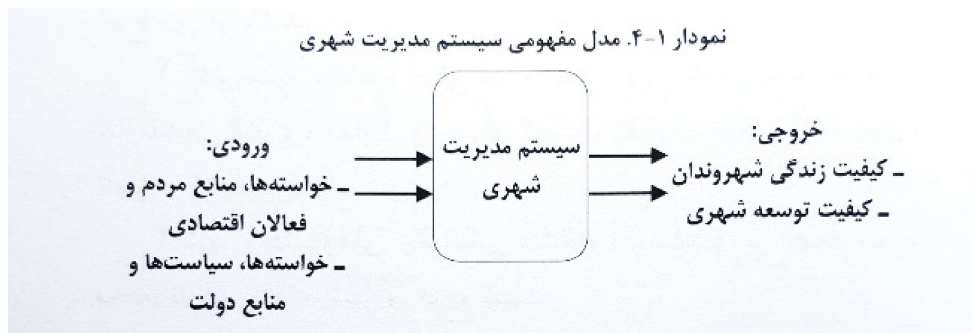 نمودار ۱-۴. مدل مفهومی سیستم مدیریت شهری
ورودی:
ـ خواسته‌ها، منابع مردم و
فعالان اقتصادی
ـ خواسته‌ها، سیاست‌ها و
منابع دولت
سیستم مدیریت
شهری
خروجی:
ـ کیفیت زندگی شهروندان
ـ کیفیت توسعه شهری